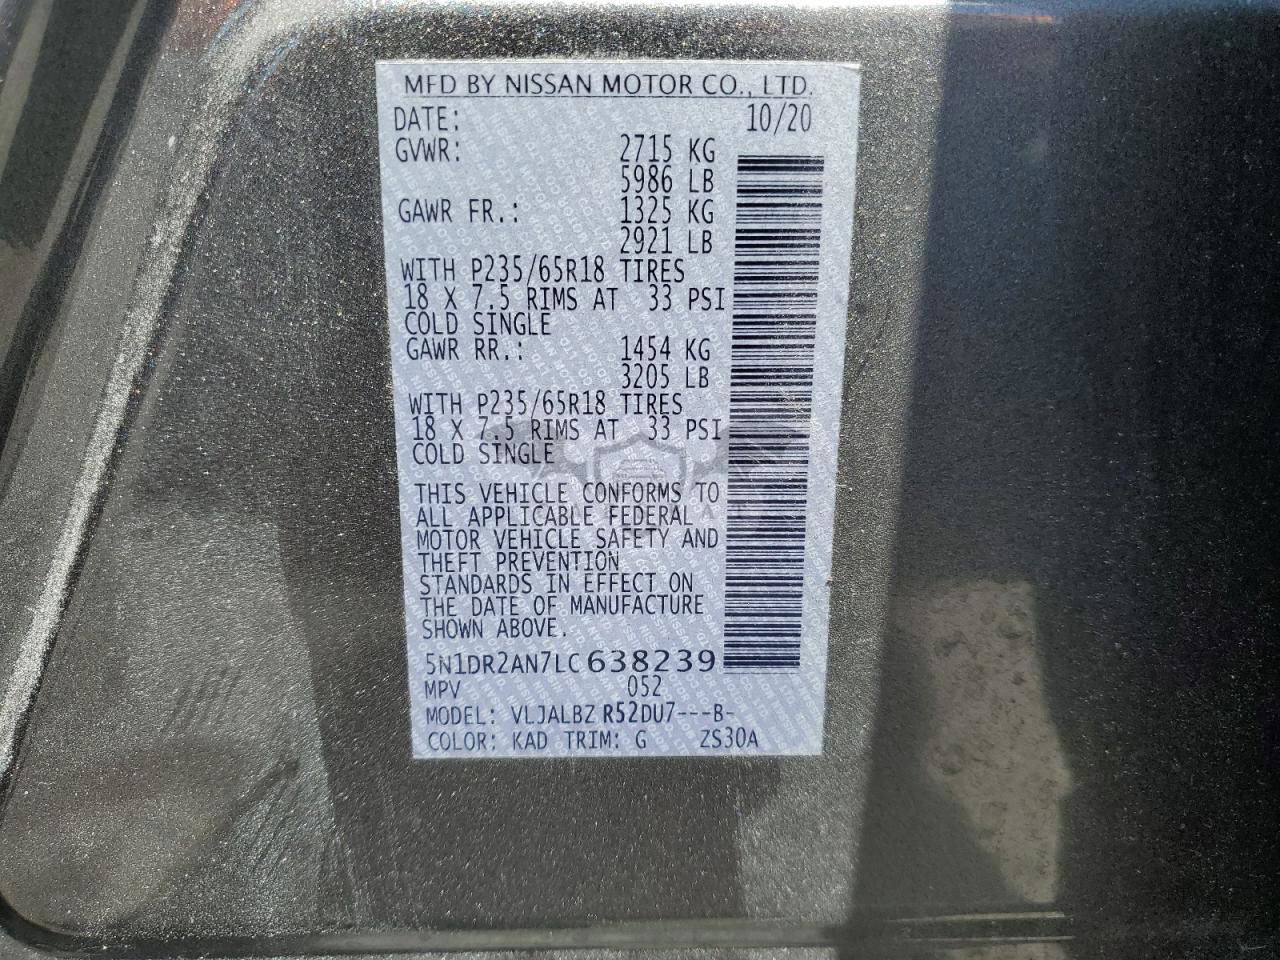 MFD BY NISSAN MOTOR CO., LTD.
DATE: 10/20
GVWR: 2715 KG
5986 LB
GAWR FR.: 1325 KG
2921 LB
WITH P235/65R18 TIRES
18 X 7.5 RIMS AT 33 PSI
COLD SINGLE
GAWR RR.: 1454 KG
3205 LB
WITH P235/65R18 TIRES
18 X 7.5 RIMS AT 33 PSI
COLD SINGLE
THIS VEHICLE CONFORMS TO
ALL APPLICABLE FEDERAL
MOTOR VEHICLE SAFETY AND
THEFT PREVENTION
STANDARDS IN EFFECT ON
THE DATE OF MANUFACTURE
SHOWN ABOVE.
5N1DR2AN7LC638239
MPV 052
MODEL: VLJALBZ R52DU7---B-
COLOR: KAD TRIM: G ZS30A